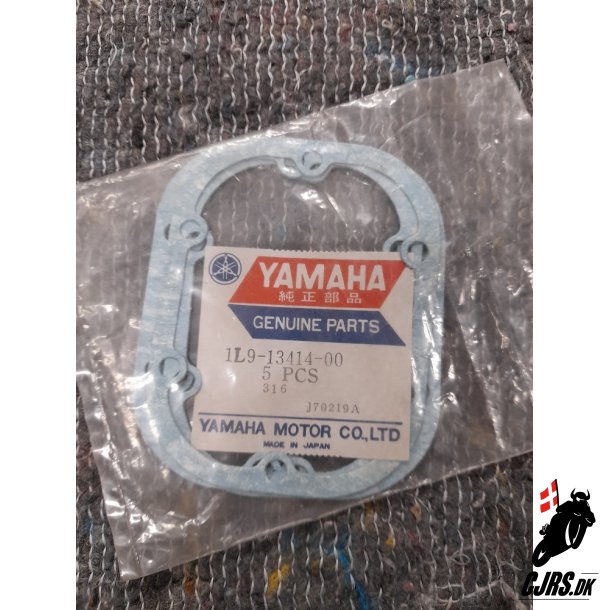 YAMAHA
純正部品
GENUINE PARTS
1L9-13414-00
5 PCS
316
J70219A
YAMAHA MOTOR CO.,LTD
MADE IN JAPAN
CJRS.DK